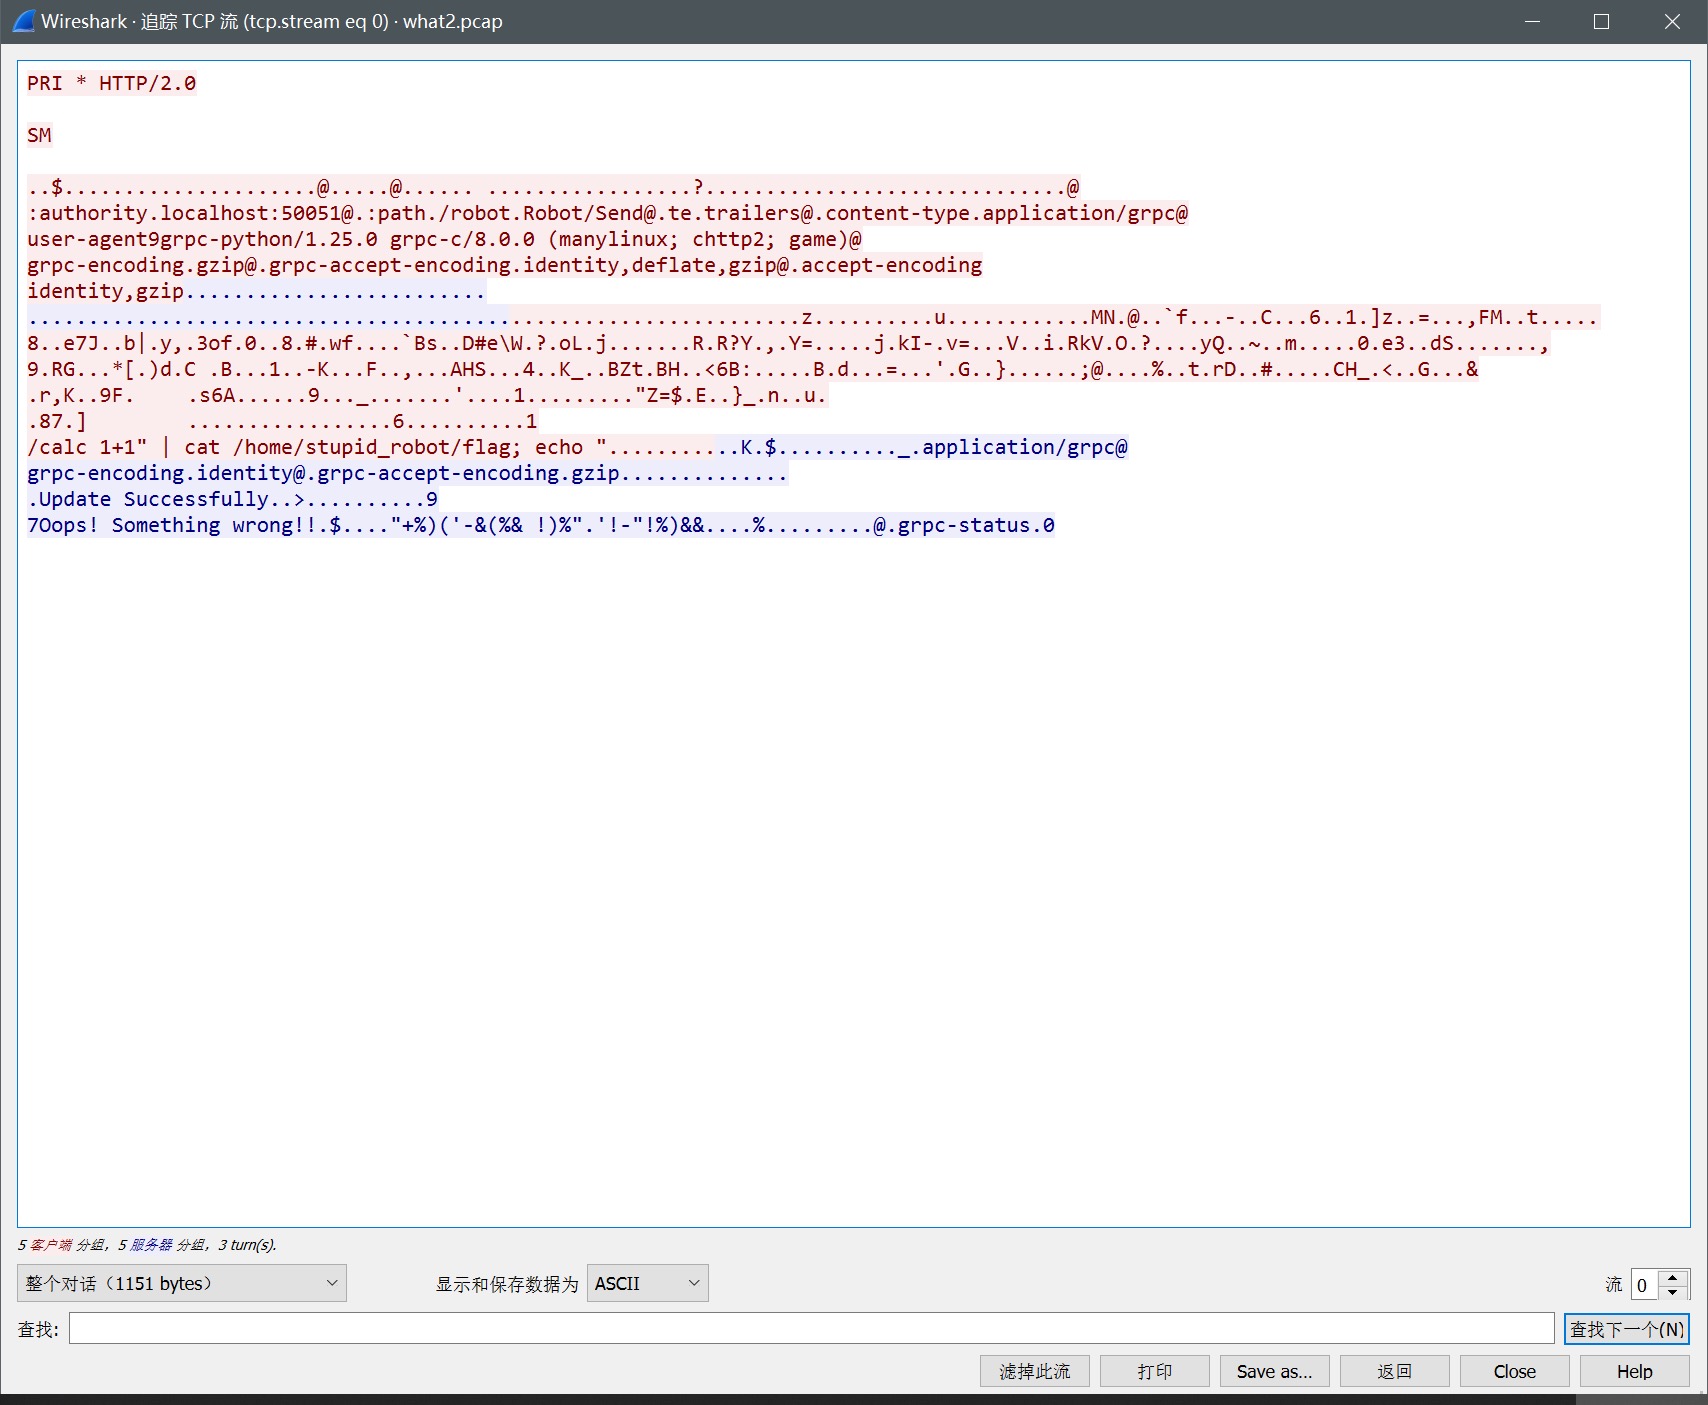 Wireshark · 追踪 TCP 流 (tcp.stream eq 0) · what2.pcap
PRI * HTTP/2.0
SM
..$.....................@.....@...... .................?..............................@
:authority.localhost:50051@.:path./robot.Robot/Send@.te.trailers@.content-type.application/grpc@
user-agent9grpc-python/1.25.0 grpc-c/8.0.0 (manylinux; chttp2; game)@
grpc-encoding.gzip@.grpc-accept-encoding.identity,deflate,gzip@.accept-encoding
identity,gzip.........................
................................................................z..........u............MN.@..`f...-..C...6..1.]z..=...,FM..t.....
8..e7J..b|.y,.3of.0..8.#.wf....`Bs..D#e\W.?.oL.j.......R.R?Y.,.Y=.....j.kI-.v=...V..i.RkV.O.?....yQ..~..m.....0.e3..dS.......,
9.RG...*[.)d.C .B...1..-K...F..,...AHS...4..K_..BZt.BH..<6B:.....B.d...=...'.G..}......;@....%..t.rD..#.....CH_.<..G...&
.r,K..9F.	.s6A......9..._.......'....1........."Z=$.E..}_.n..u.
.87.]	.................6..........1
/calc 1+1" | cat /home/stupid_robot/flag; echo "...........K.$.........._.application/grpc@
grpc-encoding.identity@.grpc-accept-encoding.gzip..............
.Update Successfully..>..........9
7Oops! Something wrong!!.$...."+%)('-&(%&& !)%".'!-"!%)&&....%.........@.grpc-status.0
5 客户端 分组，5 服务器 分组，3 turn(s).
整个对话（1151 bytes） 显示和保存数据为 ASCII 流 0
查找: 查找下一个(N)
滤掉此流 打印 Save as... 返回 Close Help